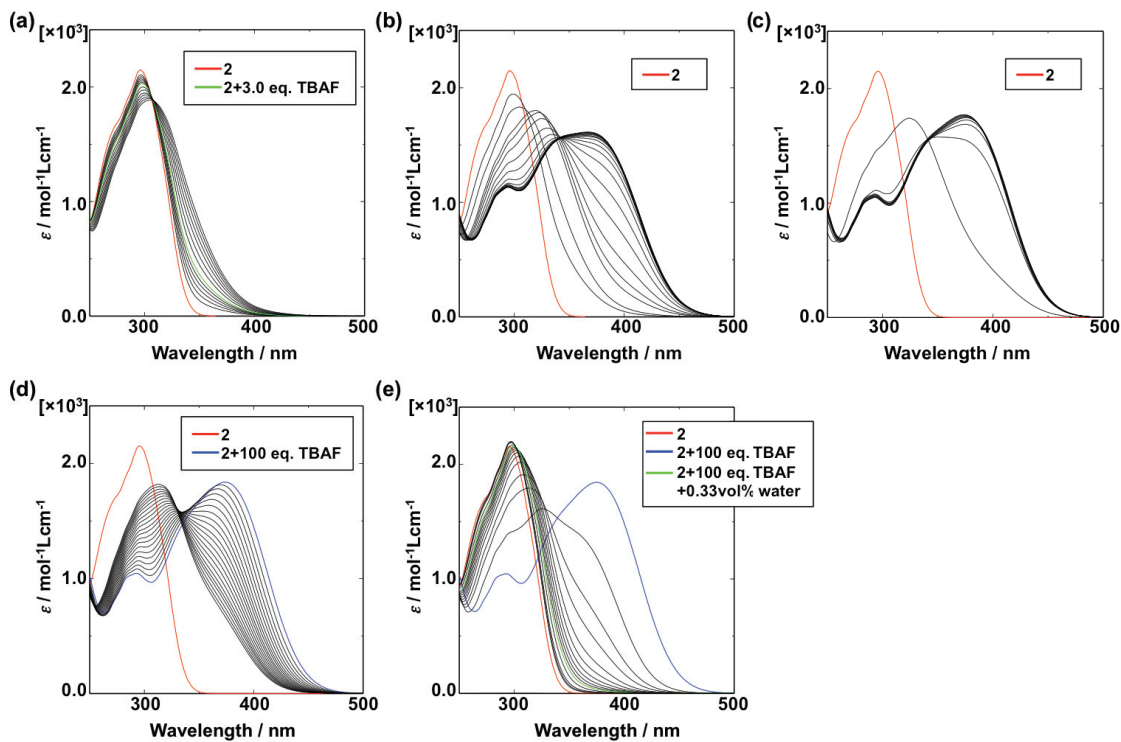 (a)
[×10³]
2
2+3.0 eq. TBAF
2.0
1.0
0.0
ε / mol⁻¹Lcm⁻¹
300
400
500
Wavelength / nm
(b)
[×10³]
2
2.0
1.0
0.0
ε / mol⁻¹Lcm⁻¹
300
400
500
Wavelength / nm
(c)
[×10³]
2
2.0
1.0
0.0
ε / mol⁻¹Lcm⁻¹
300
400
500
Wavelength / nm
(d)
[×10³]
2
2+100 eq. TBAF
2.0
1.0
0.0
ε / mol⁻¹Lcm⁻¹
300
400
500
Wavelength / nm
(e)
[×10³]
2
2+100 eq. TBAF
2+100 eq. TBAF
+0.33vol% water
2.0
1.0
0.0
ε / mol⁻¹Lcm⁻¹
300
400
500
Wavelength / nm